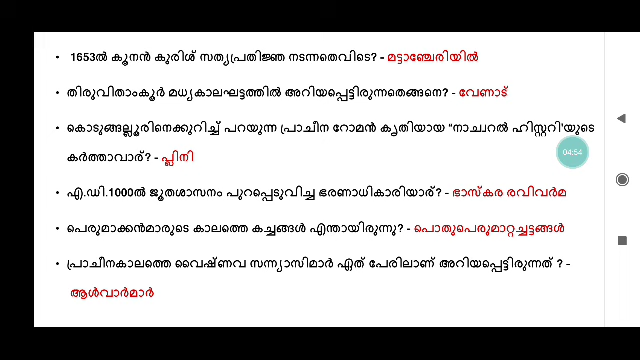 • 1653ൽ കൂനൻ കുരിശ് സത്യപ്രതിജ്ഞ നടന്നതെവിടെ? - മട്ടാഞ്ചേരിയിൽ
• തിരുവിതാംകൂർ മധ്യകാലഘട്ടത്തിൽ അറിയപ്പെട്ടിരുന്നതെങ്ങനെ? - വേണാട്
• കൊടുങ്ങല്ലൂരിനെക്കുറിച്ച് പറയുന്ന പ്രാചീന റോമൻ കൃതിയായ "നാച്വറൽ ഹിസ്റ്ററി'യുടെ
കർത്താവാര്? - പ്ലിനി
04:54
• എ.ഡി.1000ൽ ജൂതശാസനം പുറപ്പെടുവിച്ച ഭരണാധികാരിയാര്? - ഭാസ്കര രവിവർമ
• പെരുമാക്കൻമാരുടെ കാലത്തെ കച്ചങ്ങൾ എന്തായിരുന്നു? - പൊതുപെരുമാറ്റച്ചട്ടങ്ങൾ
• പ്രാചീനകാലത്തെ വൈഷ്ണവ സന്ന്യാസിമാർ ഏത് പേരിലാണ് അറിയപ്പെട്ടിരുന്നത് ? -
ആൾവാർമാർ